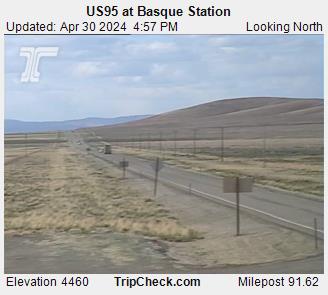 US95 at Basque Station
Updated: Apr 30 2024 4:57 PM Looking North
Elevation 4460 TripCheck.com Milepost 91.62